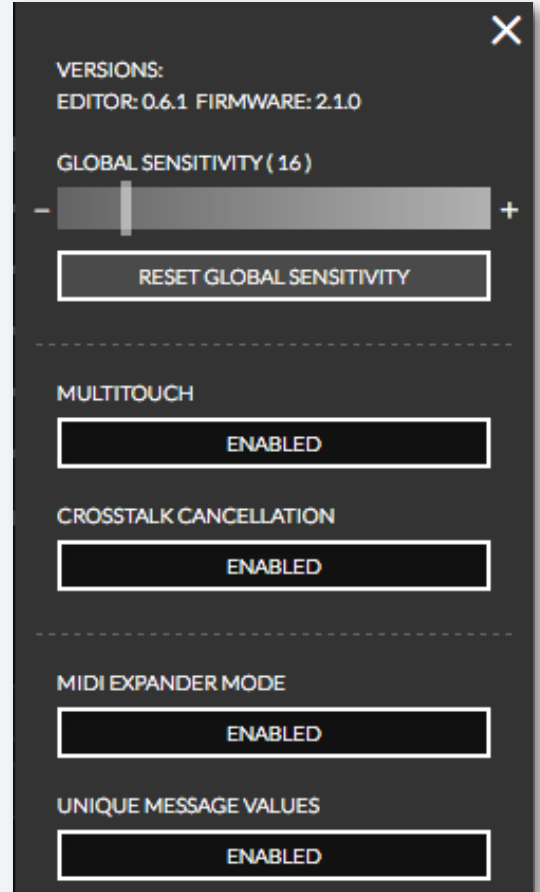 VERSIONS:
EDITOR: 0.6.1 FIRMWARE: 2.1.0
GLOBAL SENSITIVITY ( 16 )
− +
RESET GLOBAL SENSITIVITY
MULTITOUCH
ENABLED
CROSSTALK CANCELLATION
ENABLED
MIDI EXPANDER MODE
ENABLED
UNIQUE MESSAGE VALUES
ENABLED